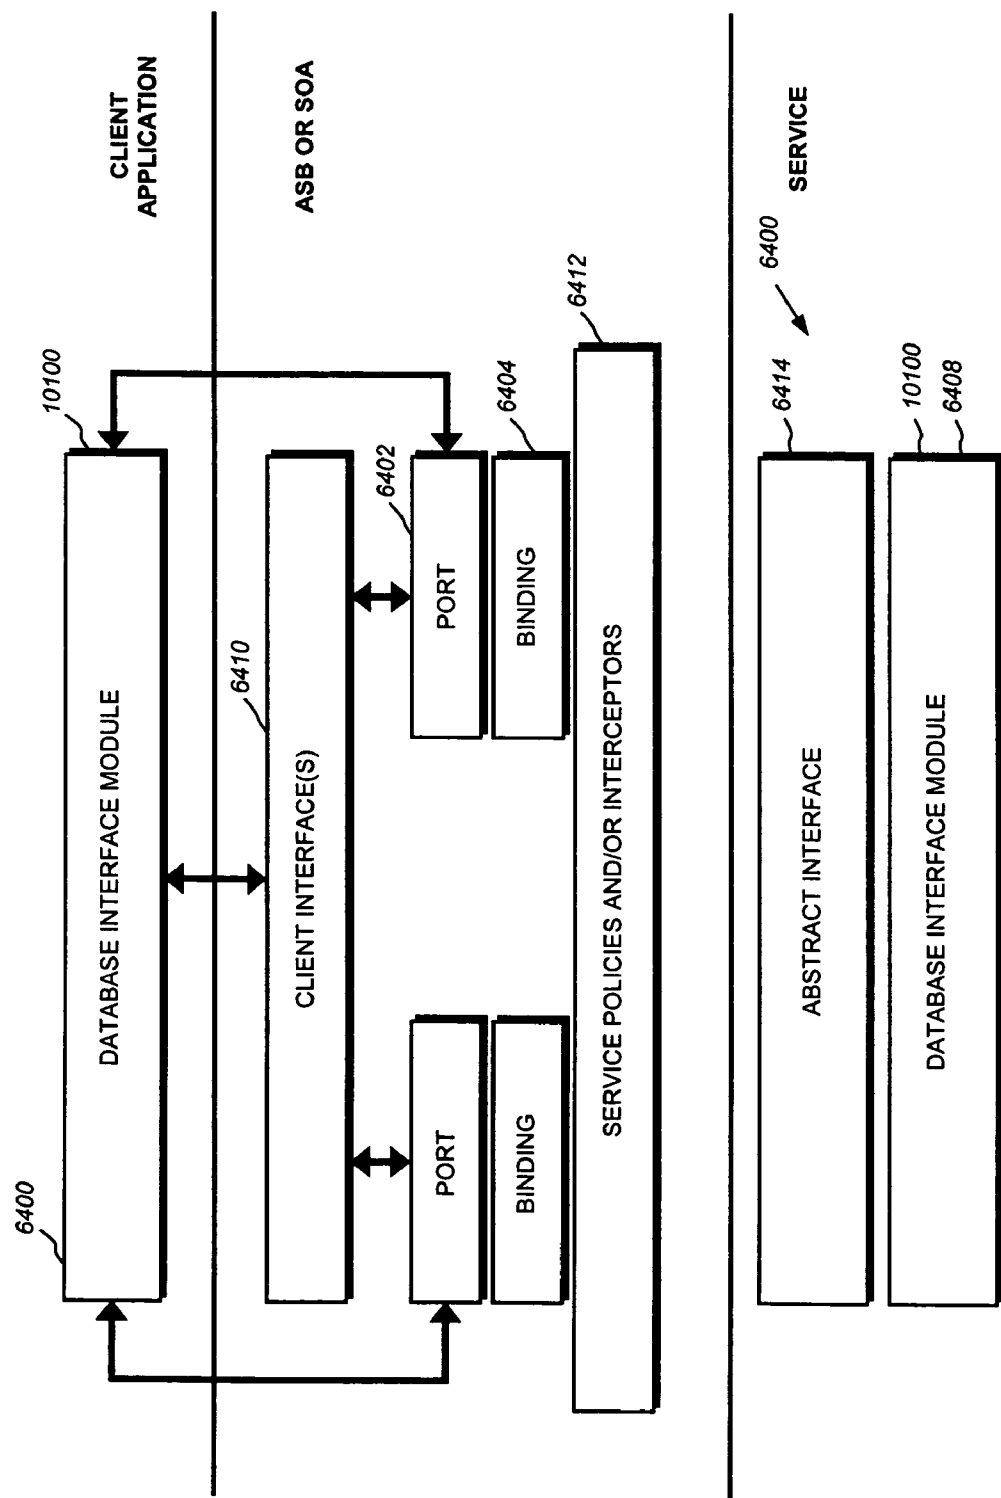 6400
DATABASE INTERFACE MODULE
10100
CLIENT
APPLICATION
6410
CLIENT INTERFACE(S)
ASB OR SOA
PORT
PORT
6402
BINDING
BINDING
6404
SERVICE POLICIES AND/OR INTERCEPTORS
6412
ABSTRACT INTERFACE
6414
6400
SERVICE
DATABASE INTERFACE MODULE
10100
6408